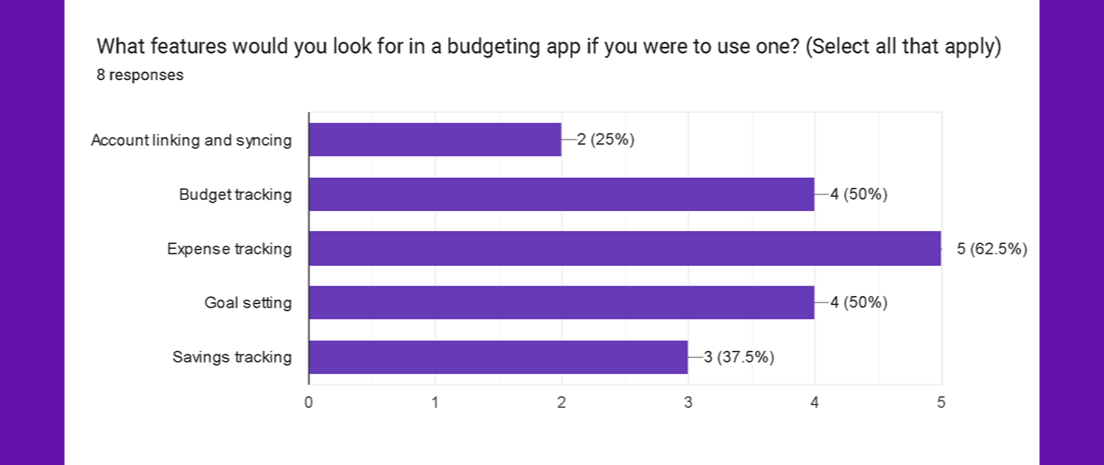 What features would you look for in a budgeting app if you were to use one? (Select all that apply)
8 responses
Account linking and syncing
2 (25%)
Budget tracking
4 (50%)
Expense tracking
5 (62.5%)
Goal setting
4 (50%)
Savings tracking
3 (37.5%)
0 1 2 3 4 5